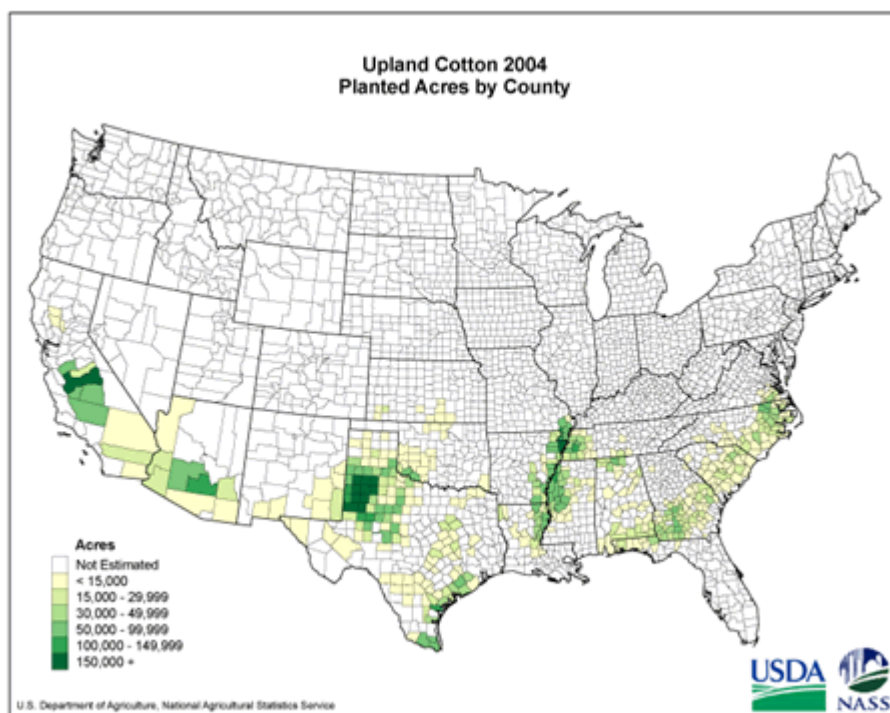 Upland Cotton 2004
Planted Acres by County
Acres
Not Estimated
< 15,000
15,000 - 29,999
30,000 - 49,999
50,000 - 99,999
100,000 - 149,999
150,000 +
U.S. Department of Agriculture, National Agricultural Statistics Service
USDA
NASS